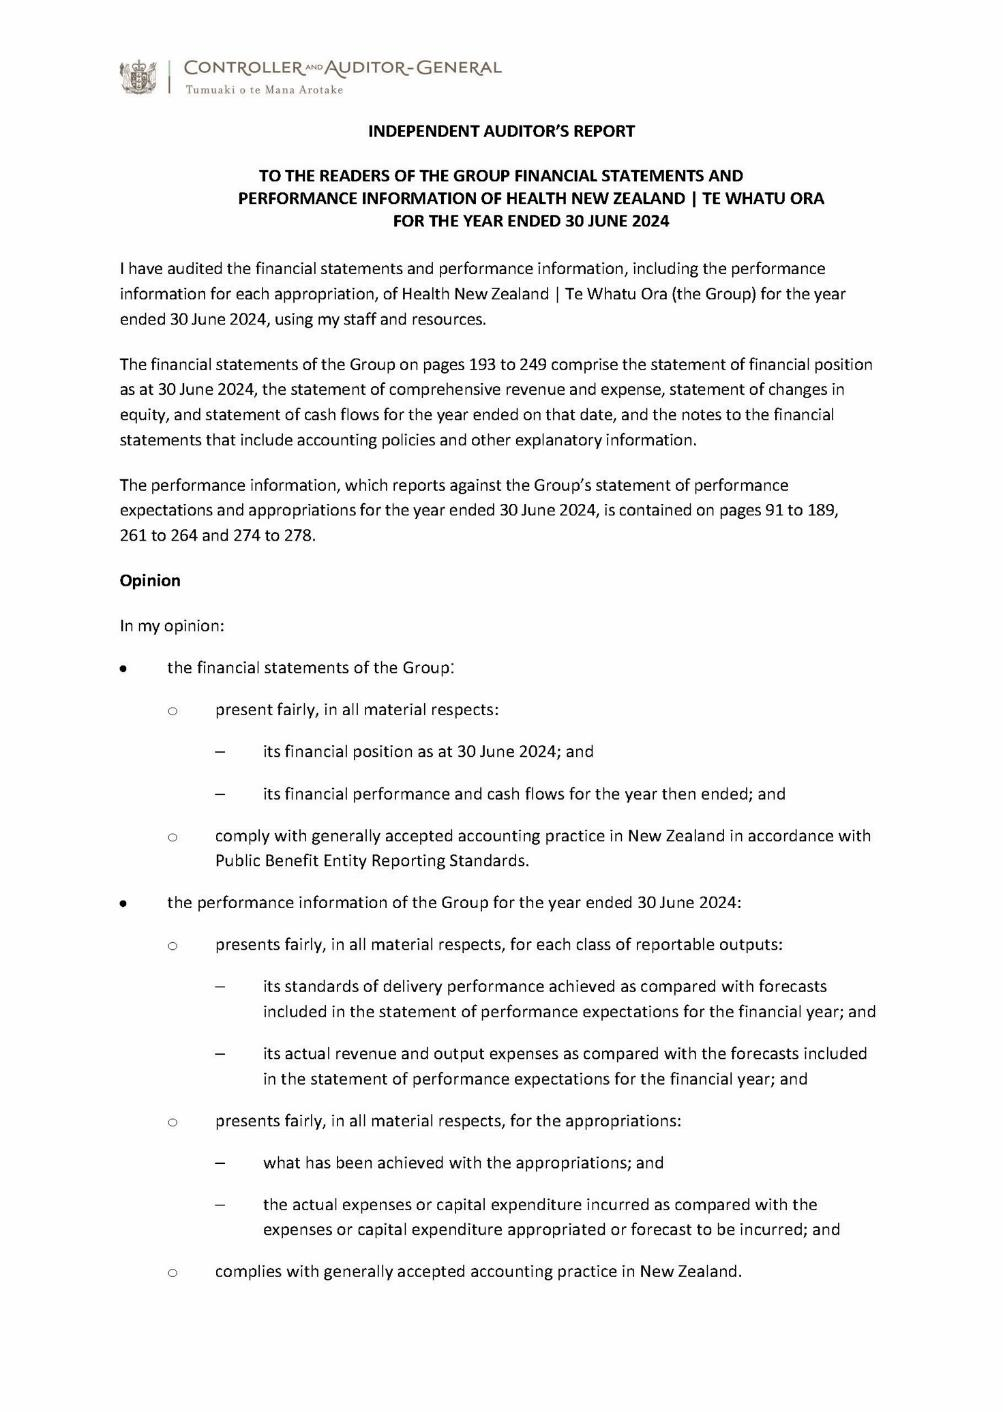 CONTROLLER AND AUDITOR-GENERAL
Tumuaki o te Mana Arotake
INDEPENDENT AUDITOR’S REPORT
TO THE READERS OF THE GROUP FINANCIAL STATEMENTS AND
PERFORMANCE INFORMATION OF HEALTH NEW ZEALAND | TE WHATU ORA
FOR THE YEAR ENDED 30 JUNE 2024
I have audited the financial statements and performance information, including the performance
information for each appropriation, of Health New Zealand | Te Whatu Ora (the Group) for the year
ended 30 June 2024, using my staff and resources.
The financial statements of the Group on pages 193 to 249 comprise the statement of financial position
as at 30 June 2024, the statement of comprehensive revenue and expense, statement of changes in
equity, and statement of cash flows for the year ended on that date, and the notes to the financial
statements that include accounting policies and other explanatory information.
The performance information, which reports against the Group’s statement of performance
expectations and appropriations for the year ended 30 June 2024, is contained on pages 91 to 189,
261 to 264 and 274 to 278.
Opinion
In my opinion:
• the financial statements of the Group:
○ present fairly, in all material respects:
– its financial position as at 30 June 2024; and
– its financial performance and cash flows for the year then ended; and
○ comply with generally accepted accounting practice in New Zealand in accordance with
Public Benefit Entity Reporting Standards.
• the performance information of the Group for the year ended 30 June 2024:
○ presents fairly, in all material respects, for each class of reportable outputs:
– its standards of delivery performance achieved as compared with forecasts
included in the statement of performance expectations for the financial year; and
– its actual revenue and output expenses as compared with the forecasts included
in the statement of performance expectations for the financial year; and
○ presents fairly, in all material respects, for the appropriations:
– what has been achieved with the appropriations; and
– the actual expenses or capital expenditure incurred as compared with the
expenses or capital expenditure appropriated or forecast to be incurred; and
○ complies with generally accepted accounting practice in New Zealand.